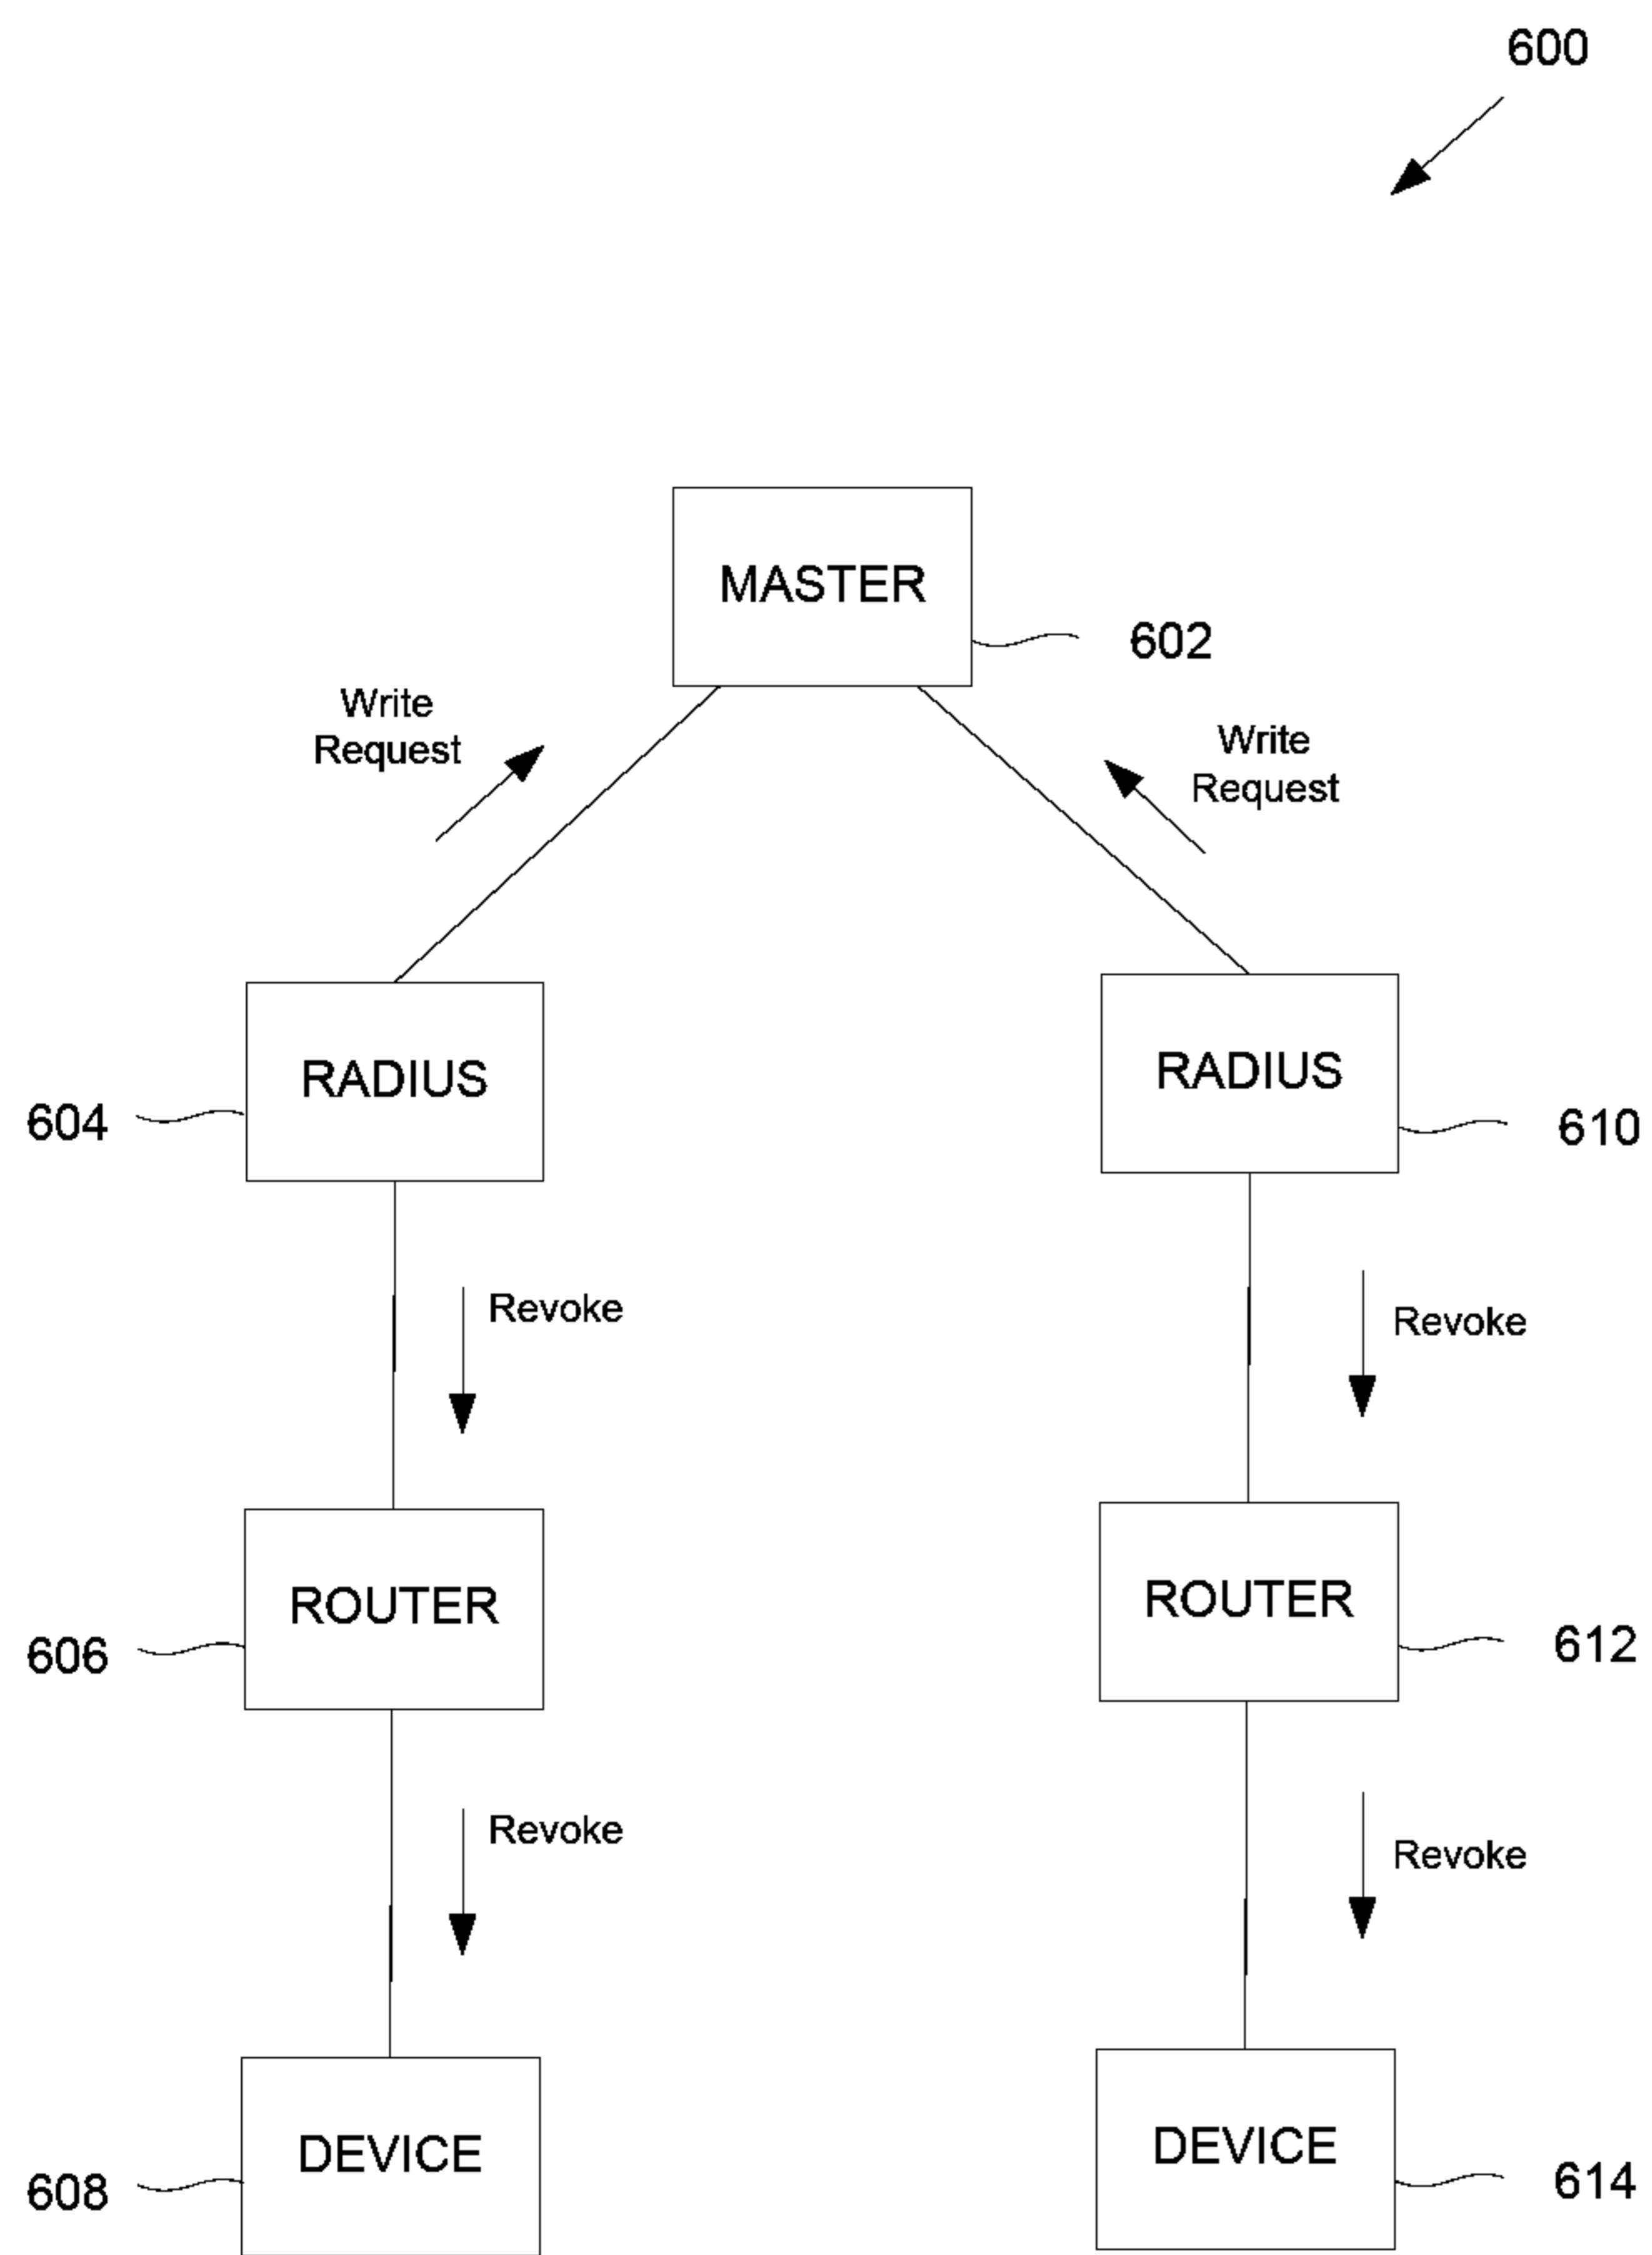 600
MASTER
602
Write
Request
Write
Request
RADIUS
604
RADIUS
610
Revoke
Revoke
ROUTER
606
ROUTER
612
Revoke
Revoke
DEVICE
608
DEVICE
614